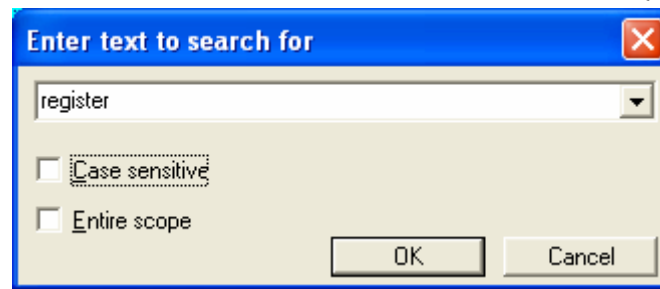 Enter text to search for
register
Case sensitive
Entire scope
OK Cancel